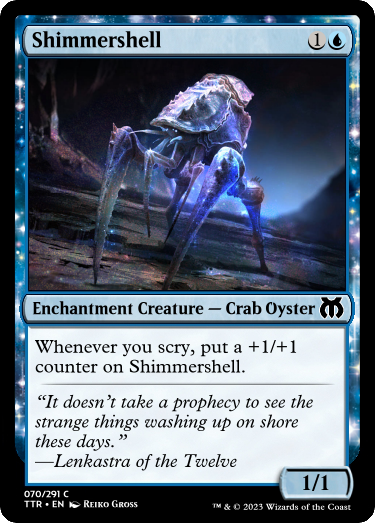 Shimmershell 1
Enchantment Creature — Crab Oyster
Whenever you scry, put a +1/+1
counter on Shimmershell.
“It doesn’t take a prophecy to see the
strange things washing up on shore
these days.”
—Lenkastra of the Twelve
1/1
070/291 C
TTR • EN Reiko Gross
™ & © 2023 Wizards of the Coast